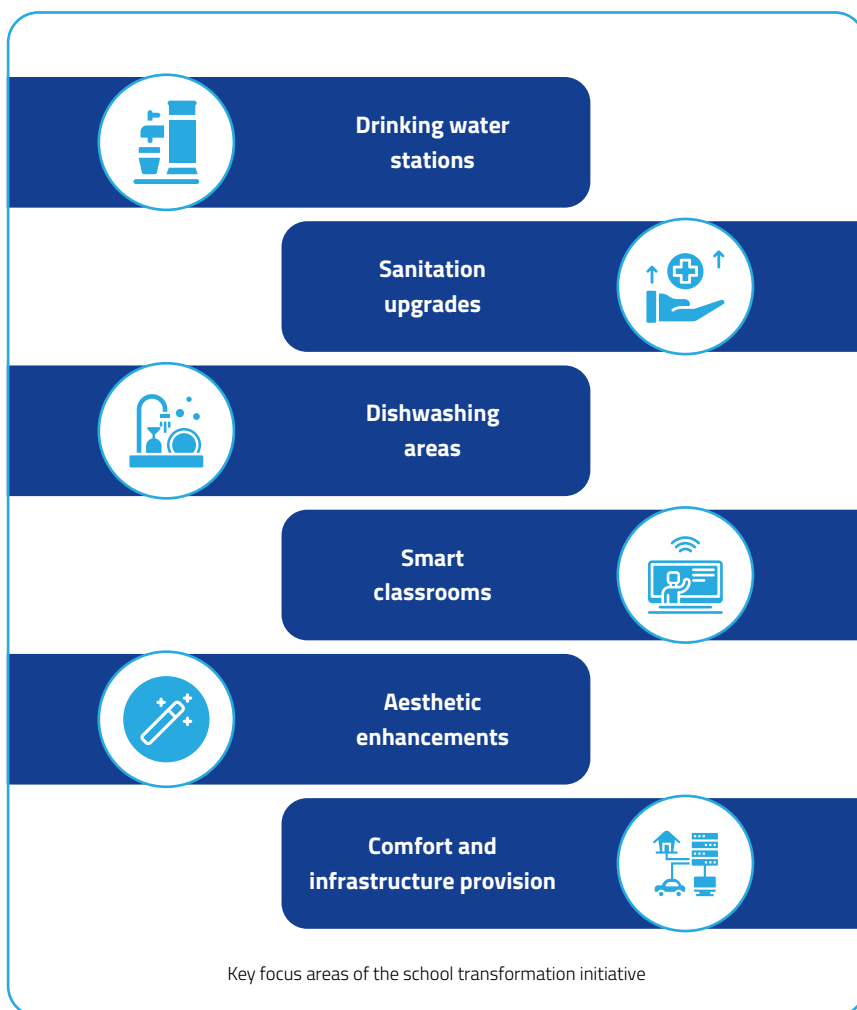 Drinking water
stations
Sanitation
upgrades
Dishwashing
areas
Smart
classrooms
Aesthetic
enhancements
Comfort and
infrastructure provision
Key focus areas of the school transformation initiative